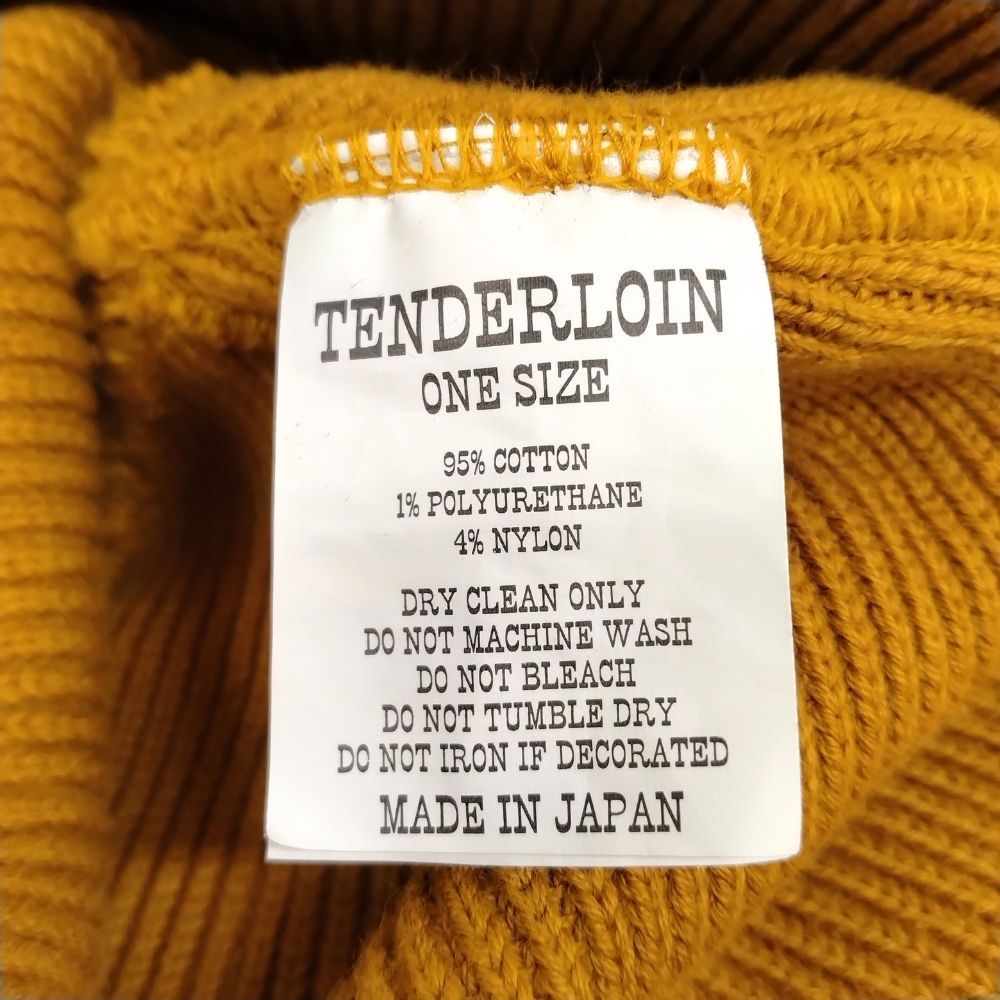 TENDERLOIN
ONE SIZE
95% COTTON
1% POLYURETHANE
4% NYLON
DRY CLEAN ONLY
DO NOT MACHINE WASH
DO NOT BLEACH
DO NOT TUMBLE DRY
DO NOT IRON IF DECORATED
MADE IN JAPAN